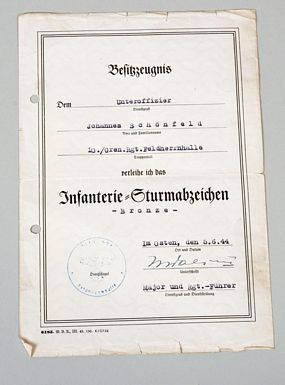 Besitzeugnis
Dem Unteroffizier
Dienstgrad
Johannes Schönfeld
Vor- und Familienname
10./Gren.Rgt.Feldherrnhalle
Truppenteil
verleihe ich das
Infanterie-Sturmabzeichen
- Bronze -
Im Osten, den 5.6.44
Ort und Datum
Dienstsiegel
Unterschrift
Major und Rgt.-Führer
Dienstgrad und Dienststellung